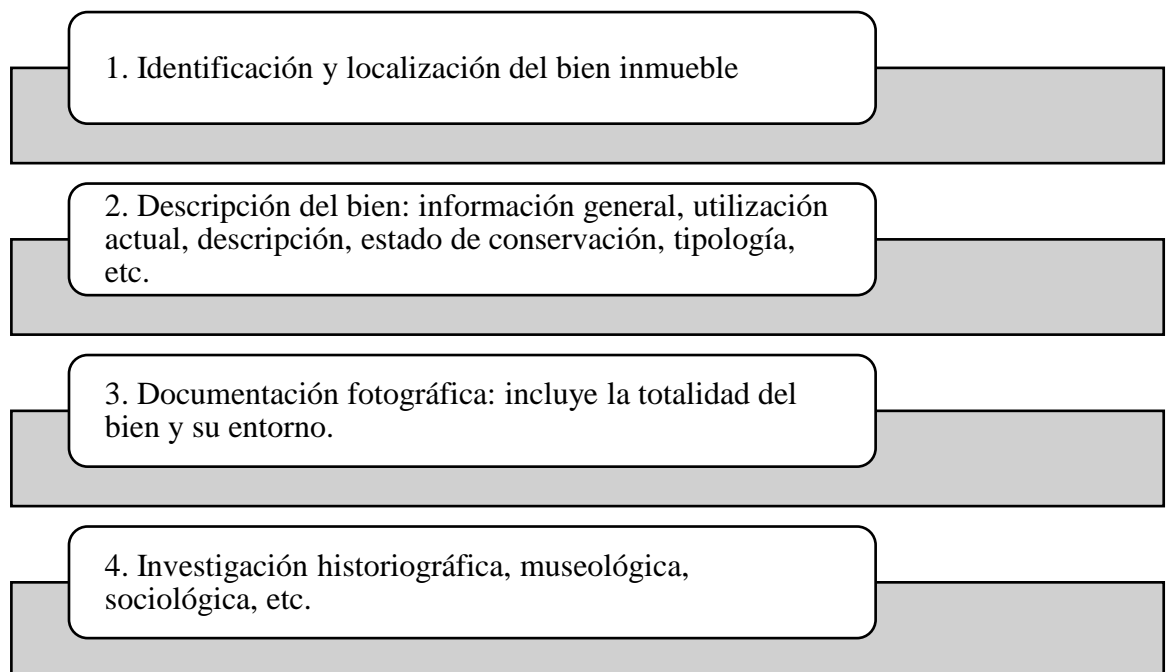 1. Identificación y localización del bien inmueble
2. Descripción del bien: información general, utilización
actual, descripción, estado de conservación, tipología,
etc.
3. Documentación fotográfica: incluye la totalidad del
bien y su entorno.
4. Investigación historiográfica, museológica,
sociológica, etc.